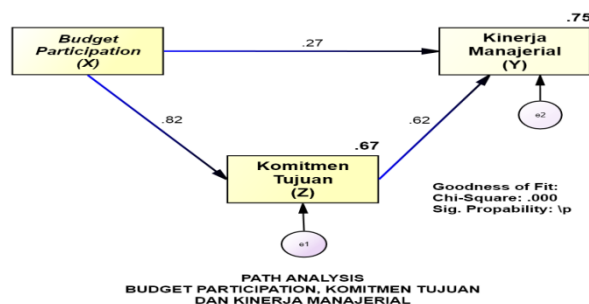 .75
Budget
Participation
(X)
.27
Kinerja
Manajerial
(Y)
.82
.62
e2
.67
Komitmen
Tujuan
(Z)
Goodness of Fit:
Chi-Square: .000
Sig. Propability: \p
e1
PATH ANALYSIS
BUDGET PARTICIPATION, KOMITMEN TUJUAN
DAN KINERJA MANAJERIAL